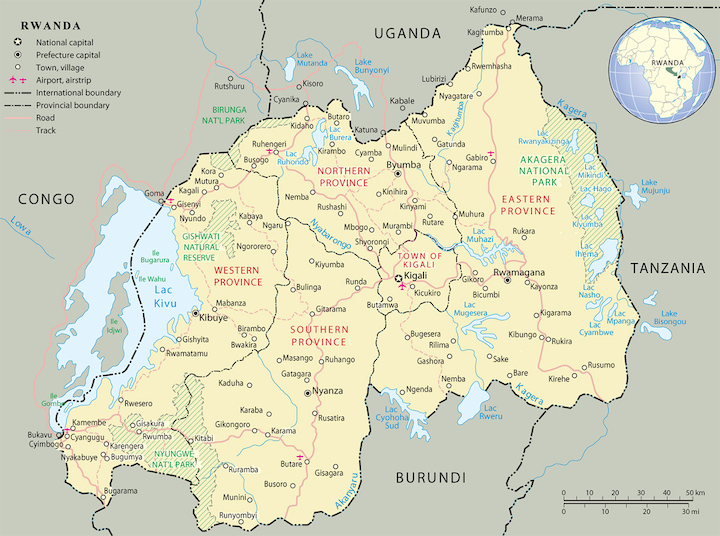 RWANDA
National capital
Prefecture capital
Town, village
Airport, airstrip
International boundary
Provincial boundary
Road
Track
UGANDA
CONGO
TANZANIA
BURUNDI
RWANDA
Kafunzo
Merama
Kagitumba
Rwemhasha
Lubirizi
Nyagatare
Kagera
Lake
Mutanda
Lake
Bunyonyi
Kisoro
Rutshuru
Cyanika
Kabale
Kagitumba
Muvumba
BIRUNGA
NAT'L PARK
Kidaho
Butaro
Lac
Burera
Katuna
Mulindi
Gatunda
Lac
Rwanyakizinga
Ruhengeri
Busogo
Lac
Ruhondo
Kirambo
Cyamba
Byumba
Ngarama
Gabiro
AKAGERA
NATIONAL
PARK
Lac
Mikindi
Lac Hago
Lac
Kivumba
Lake
Mujunju
Kora
Mutura
NORTHERN
PROVINCE
Goma
Kagali
Gisenyi
Nyundo
Nemba
Kinihira
Kinyami
Rutare
Muhura
EASTERN
PROVINCE
Lowa
Kabaya
Ngaru
Rushashi
Nyabarongo
Mbogo
Murambi
Shyorongi
Lac
Muhazi
Rukara
Lac
Ihema
GISHWATI
NATURAL
RESERVE
Ngororero
Ile
Bugarura
Ile Wahu
Lac
Kivu
Ile
Idjwi
WESTERN
PROVINCE
Kiyumba
Runda
TOWN OF
KIGALI
Kigali
Kicukiro
Gikoro
Bicumbi
Rwamagana
Kayonza
Lac
Nasho
Bulinga
Butamwa
Mabanza
Kibuye
Gitarama
Lac
Mugesera
Kigarama
Lac
Cyambwe
Lac
Mpanga
Lake
Bisongou
SOUTHERN
PROVINCE
Birambo
Bwakira
Gishyita
Rwamatamu
Bugesera
Rilima
Gashora
Kibungo
Rukira
Masango
Ruhango
Gatagara
Sake
Bare
Kirehe
Rusumo
Kaduha
Nyanza
Ngenda
Nemba
Kagera
Ile
Gombo
Rwesero
Karaba
Rusatira
Lac
Cyohoha
Sud
Lac
Rweru
Bukavu
Kamembe
Gisakura
Cyangugu
Cyimbogo
Rwumba
Kitabi
Gikongoro
Karama
Karengera
Nyakabuye
Bugumya
NYUNGWE
NAT'L PARK
Ruramba
Butare
Gisagara
Busoro
Akanyaru
Bugarama
Munini
Runyombyi
0
10
20
30
40
50 km
0
10
20
30 mi